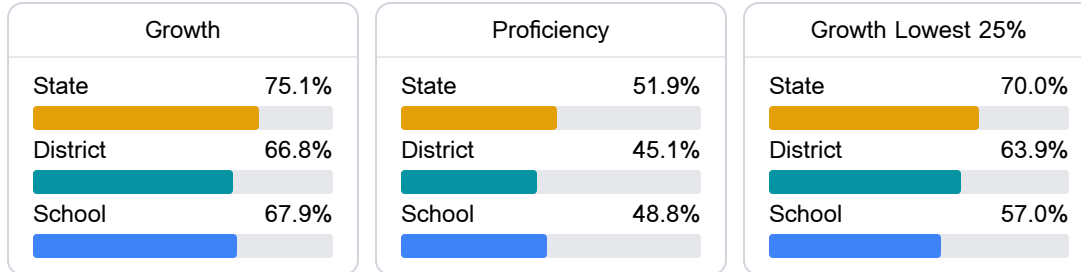 Growth
State 75.1%
District 66.8%
School 67.9%
Proficiency
State 51.9%
District 45.1%
School 48.8%
Growth Lowest 25%
State 70.0%
District 63.9%
School 57.0%